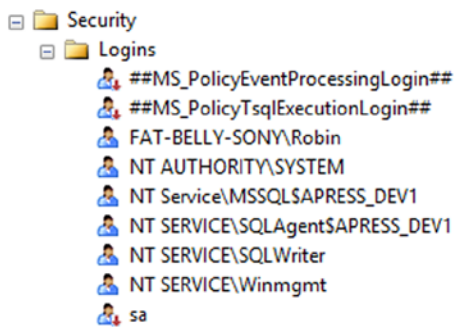 Security
Logins
##MS_PolicyEventProcessingLogin##
##MS_PolicyTsqlExecutionLogin##
FAT-BELLY-SONY\Robin
NT AUTHORITY\SYSTEM
NT Service\MSSQL$APRESS_DEV1
NT SERVICE\SQLAgent$APRESS_DEV1
NT SERVICE\SQLWriter
NT SERVICE\Winmgmt
sa